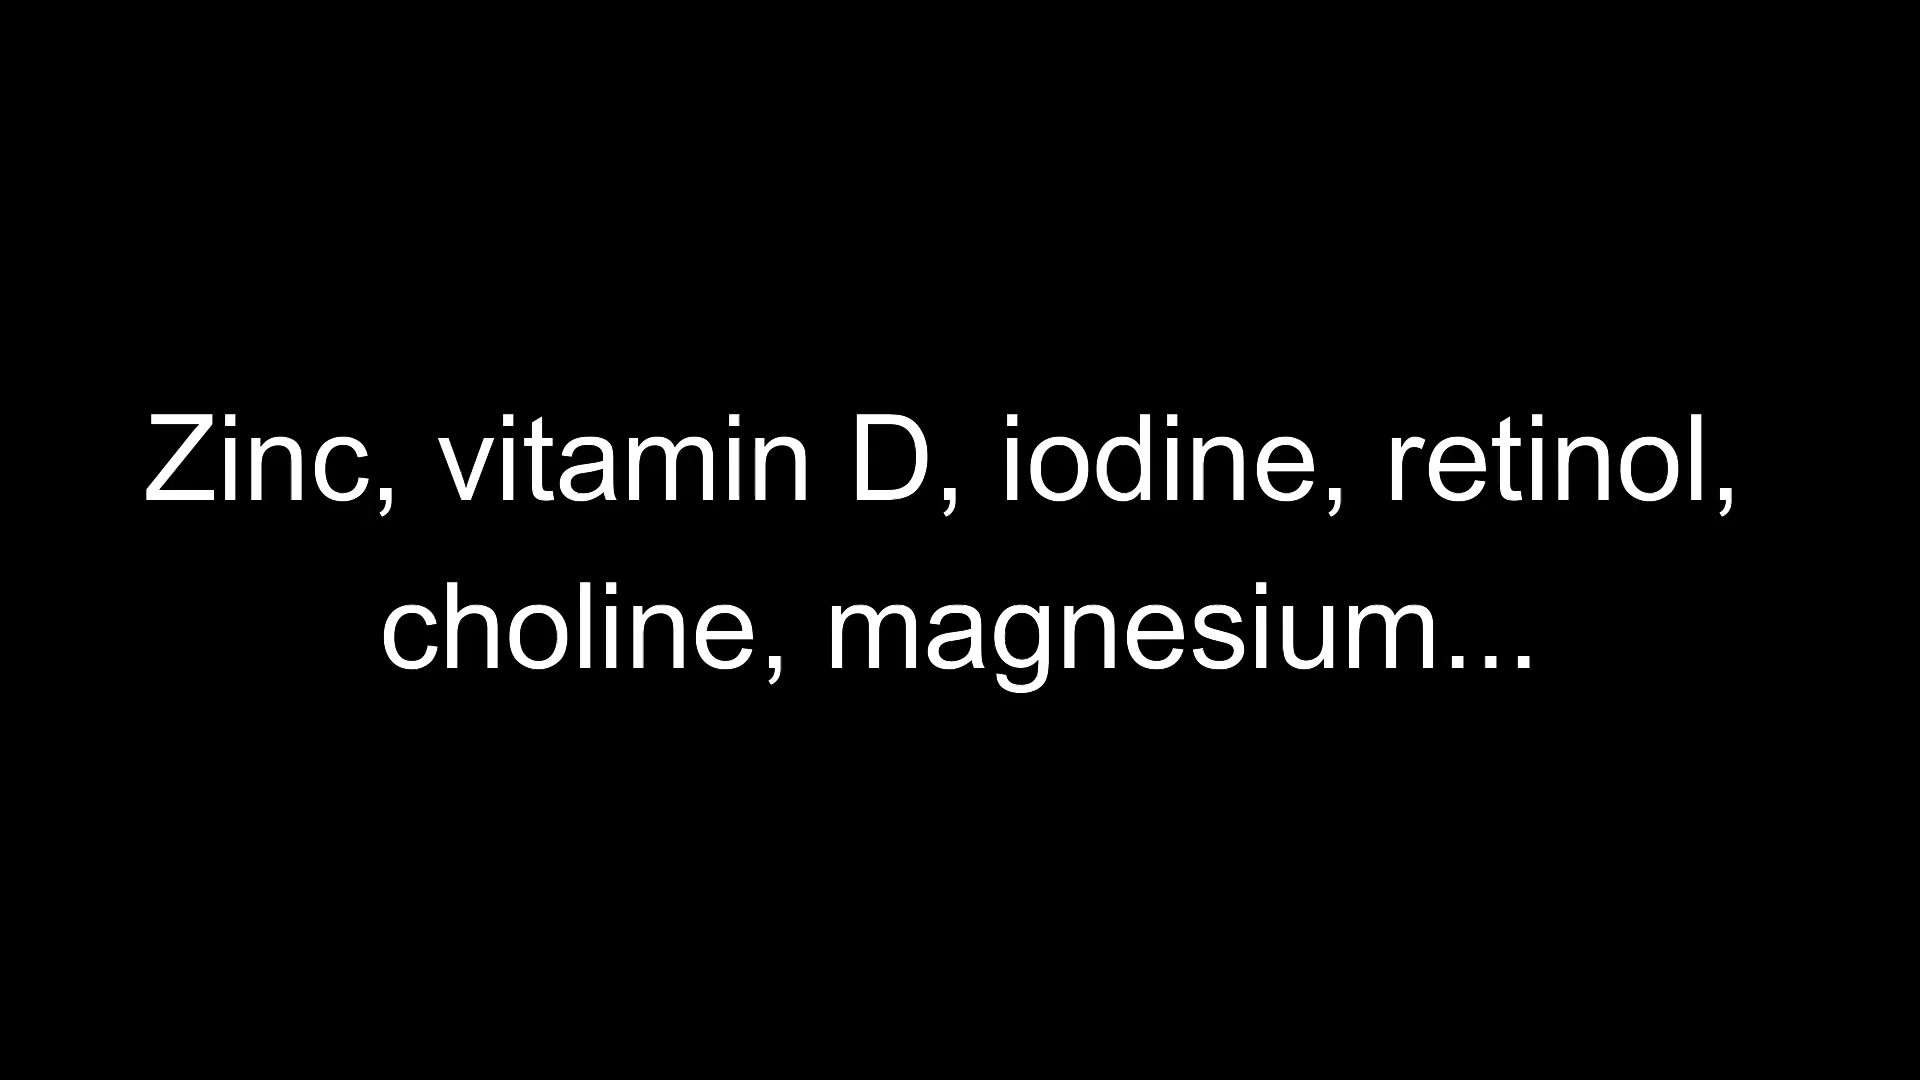 Zinc, vitamin D, iodine, retinol,
choline, magnesium...